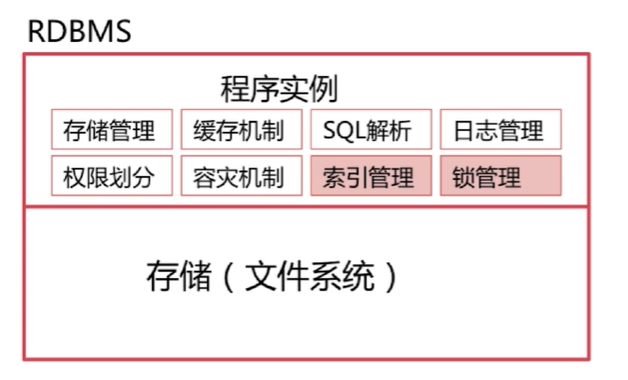 RDBMS
程序实例
存储管理 缓存机制 SQL解析 日志管理
权限划分 容灾机制 索引管理 锁管理
存储（文件系统）